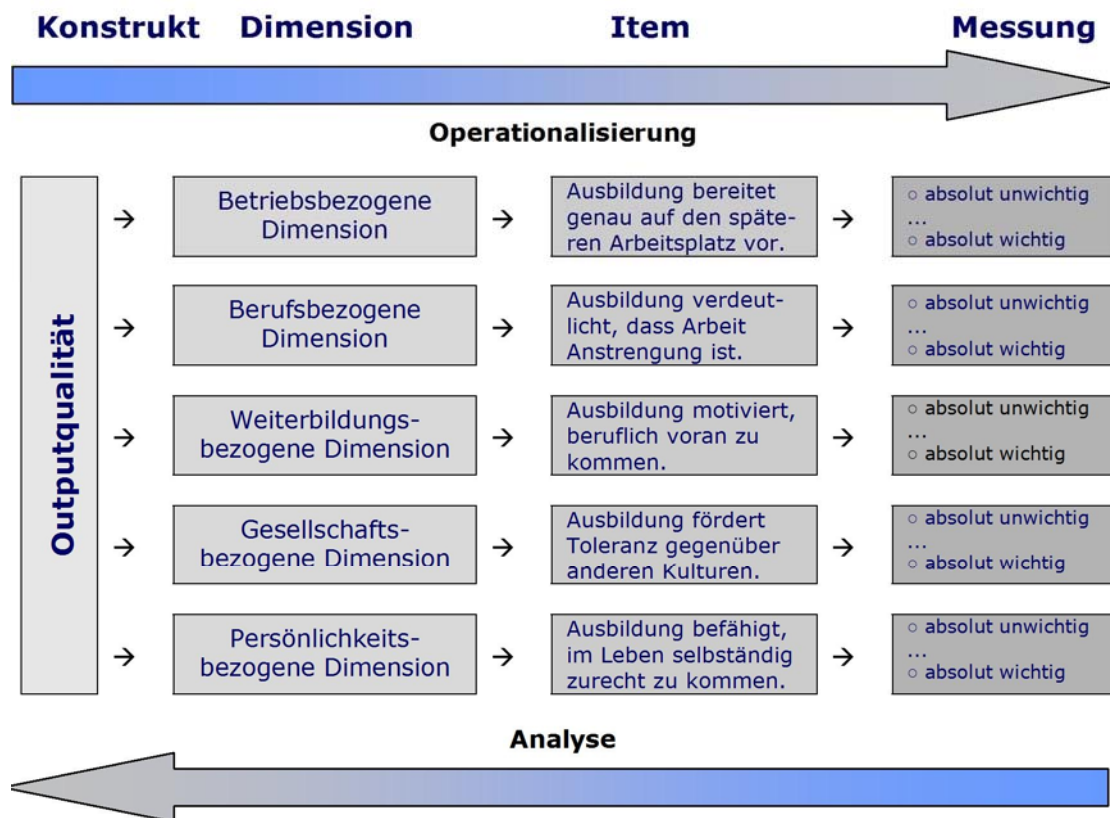 Konstrukt Dimension Item Messung
Operationalisierung
Outputqualität
→ Betriebsbezogene
Dimension
→ Ausbildung bereitet
genau auf den späte-
ren Arbeitsplatz vor.
→ ○ absolut unwichtig
...
○ absolut wichtig
→ Berufsbezogene
Dimension
→ Ausbildung verdeut-
licht, dass Arbeit
Anstrengung ist.
→ ○ absolut unwichtig
...
○ absolut wichtig
→ Weiterbildungs-
bezogene Dimension
→ Ausbildung motiviert,
beruflich voran zu
kommen.
→ ○ absolut unwichtig
...
○ absolut wichtig
→ Gesellschafts-
bezogene Dimension
→ Ausbildung fördert
Toleranz gegenüber
anderen Kulturen.
→ ○ absolut unwichtig
...
○ absolut wichtig
→ Persönlichkeits-
bezogene Dimension
→ Ausbildung befähigt,
im Leben selbständig
zurecht zu kommen.
→ ○ absolut unwichtig
...
○ absolut wichtig
Analyse